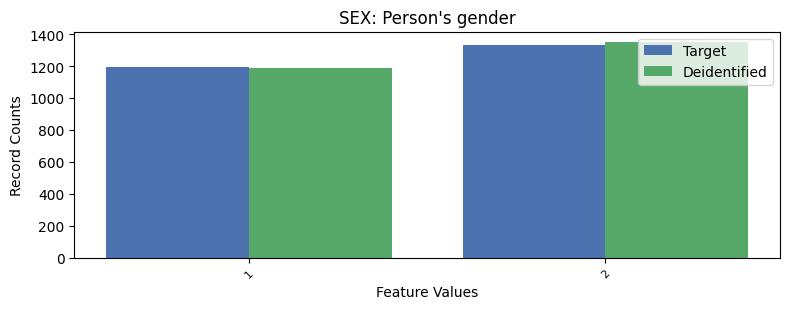 SEX: Person's gender
Target
Deidentified
Record Counts
1400
1200
1000
800
600
400
200
0
1
2
Feature Values